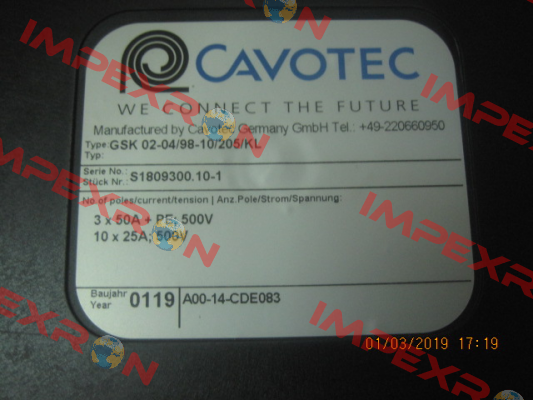 CAVOTEC
WE CONNECT THE FUTURE
Manufactured by Cavotec Germany GmbH Tel.: +49-220660950
Type: GSK 02-04/98-10/205/KL
Typ:
Serie No.: S1809300.10-1
Stück Nr.:
No of poles/current/tension | Anz.Pole/Strom/Spannung:
3 x 50A + PE; 500V
10 x 25A; 500V
Baujahr 0119 A00-14-CDE083
Year
01/03/2019 17:19
IMPEXRON
IMPEXRON
IMPEXRON
IMPEXRON
IMPEXRON